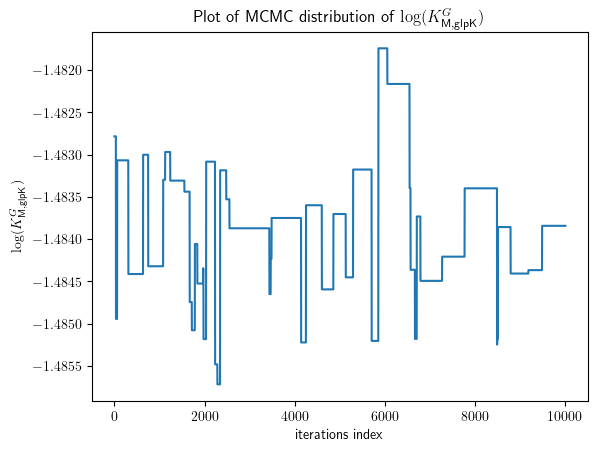 Plot of MCMC distribution of log(K^G_{M,glpK})
log(K^G_{M,glpK})
−1.4820
−1.4825
−1.4830
−1.4835
−1.4840
−1.4845
−1.4850
−1.4855
0 2000 4000 6000 8000 10000
iterations index